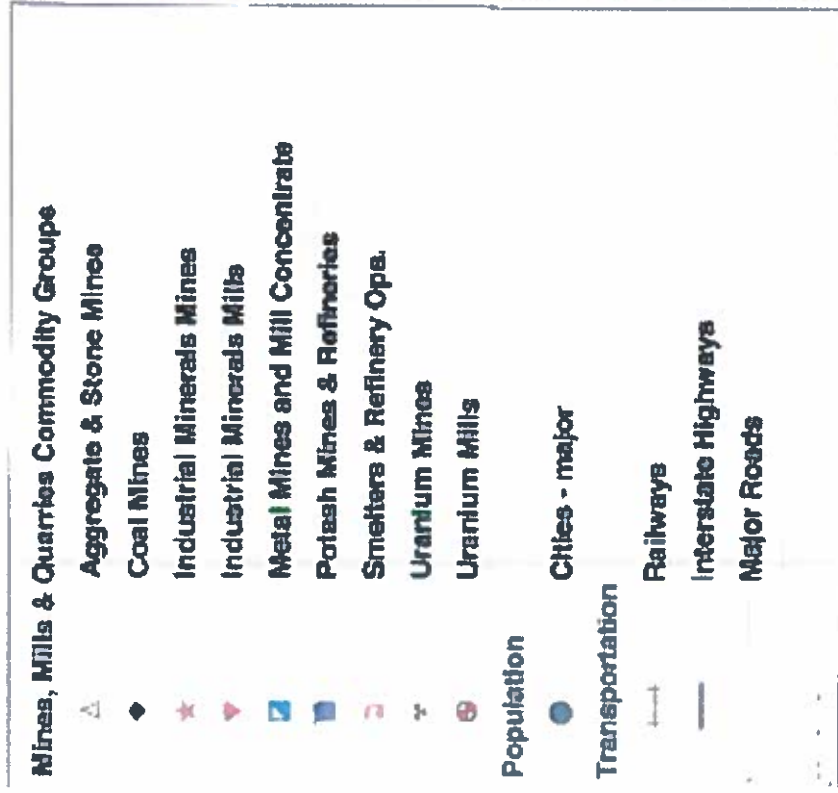 Mines, Mills & Quarries Commodity Groups
Aggregate & Stone Mines
Coal Mines
Industrial Minerals Mines
Industrial Minerals Mills
Metal Mines and Mill Concentrate
Potash Mines & Refineries
Smelters & Refinery Ops.
Uranium Mines
Uranium Mills
Population
Cities - major
Transportation
Railways
Interstate Highways
Major Roads